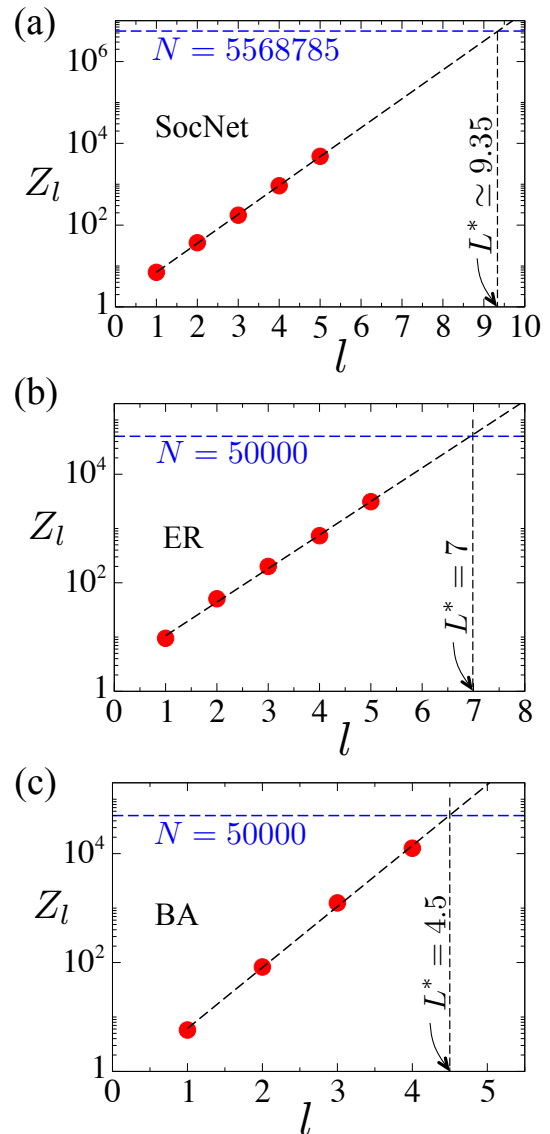 (a)
N = 5568785
10^6
SocNet
10^4
Z_l
10^2
1
L* ≃ 9.35
0 1 2 3 4 5 6 7 8 9 10
l
(b)
N = 50000
10^4
Z_l
ER
10^2
1
L* = 7
0 1 2 3 4 5 6 7 8
l
(c)
N = 50000
10^4
Z_l
BA
10^2
1
L* = 4.5
0 1 2 3 4 5
l